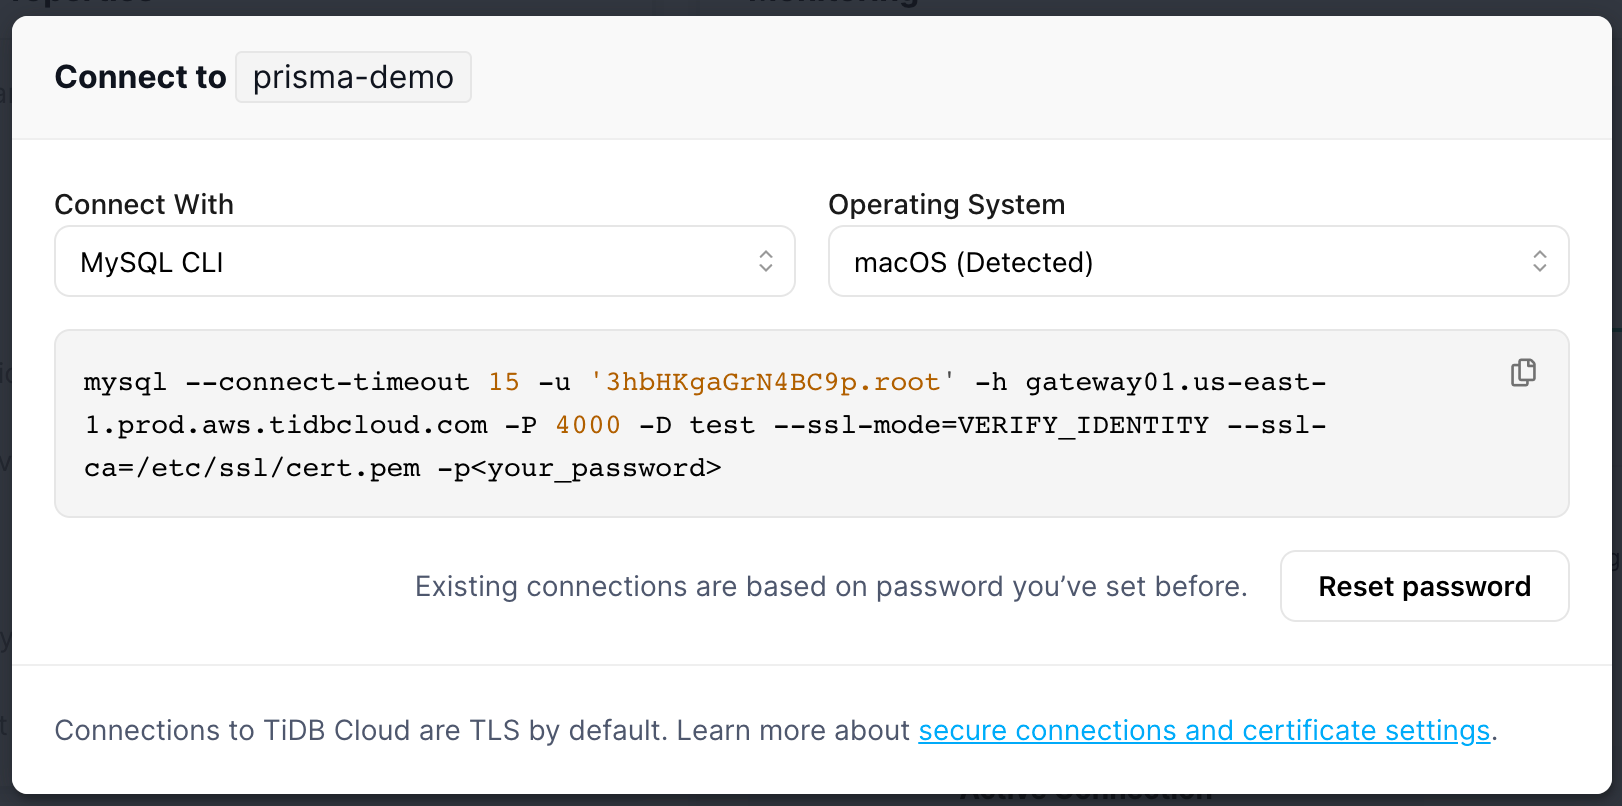 Monitoring
Connect to prisma-demo
Connect With
Operating System
MySQL CLI
macOS (Detected)
mysql --connect-timeout 15 -u '3hbHKgaGrN4BC9p.root' -h gateway01.us-east-
1.prod.aws.tidbcloud.com -P 4000 -D test --ssl-mode=VERIFY_IDENTITY --ssl-
ca=/etc/ssl/cert.pem -p<your_password>
Existing connections are based on password you’ve set before.
Reset password
Connections to TiDB Cloud are TLS by default. Learn more about secure connections and certificate settings.
Active Connection